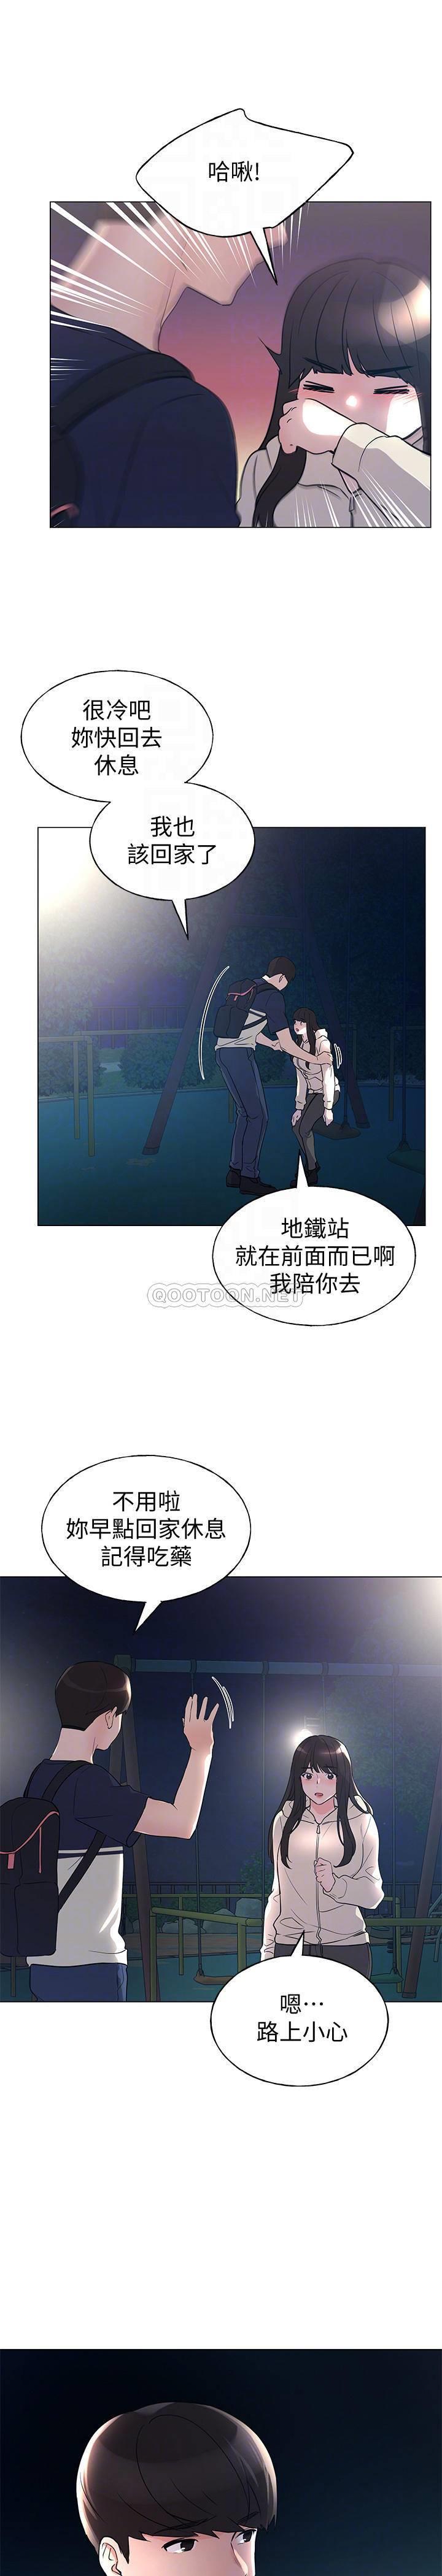 哈啾!
很冷吧
妳快回去
休息
我也
該回家了
地鐵站
就在前面而已啊
我陪你去
QOOTOON.NET
不用啦
妳早點回家休息
記得吃藥
嗯…
路上小心